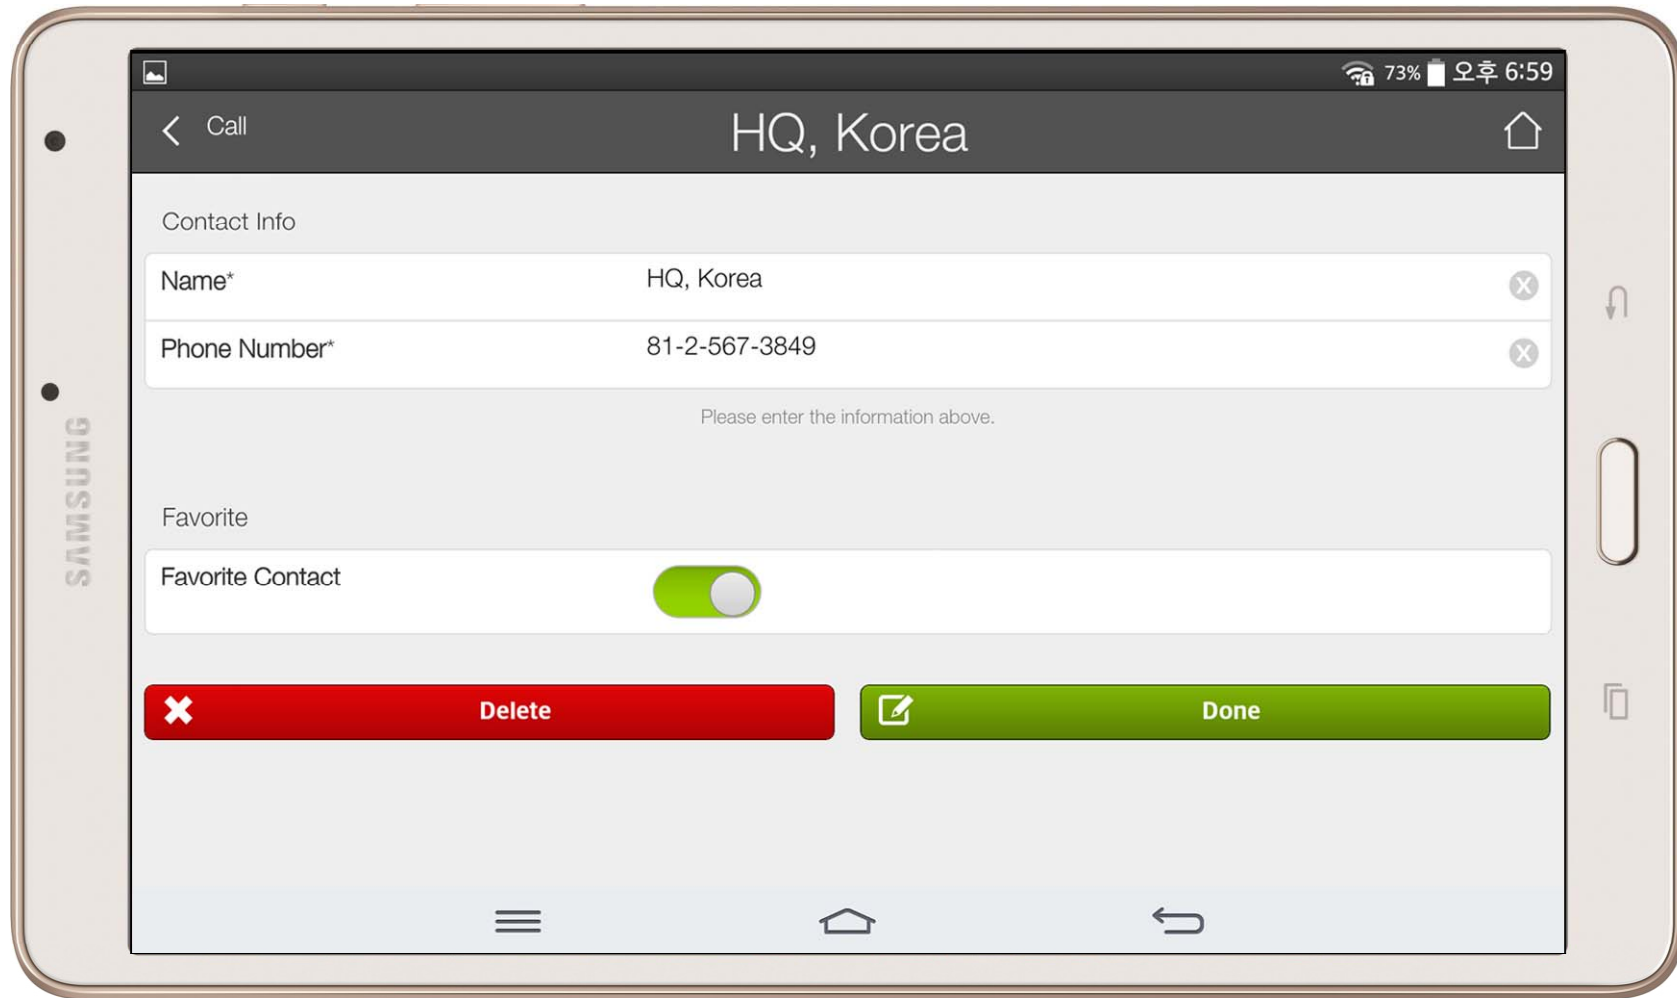 73% 오후 6:59
Call
HQ, Korea
Contact Info
Name* HQ, Korea
Phone Number* 81-2-567-3849
Please enter the information above.
Favorite
Favorite Contact
Delete
Done
SAMSUNG